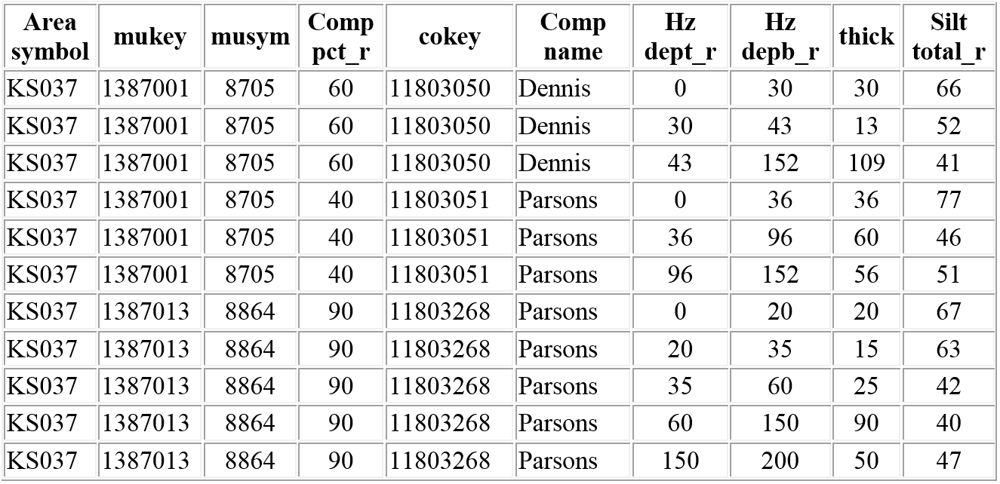 Area symbol mukey musym Comp pct_r cokey Comp name Hz dept_r Hz depb_r thick Silt total_r
KS037 1387001 8705 60 11803050 Dennis 0 30 30 66
KS037 1387001 8705 60 11803050 Dennis 30 43 13 52
KS037 1387001 8705 60 11803050 Dennis 43 152 109 41
KS037 1387001 8705 40 11803051 Parsons 0 36 36 77
KS037 1387001 8705 40 11803051 Parsons 36 96 60 46
KS037 1387001 8705 40 11803051 Parsons 96 152 56 51
KS037 1387013 8864 90 11803268 Parsons 0 20 20 67
KS037 1387013 8864 90 11803268 Parsons 20 35 15 63
KS037 1387013 8864 90 11803268 Parsons 35 60 25 42
KS037 1387013 8864 90 11803268 Parsons 60 150 90 40
KS037 1387013 8864 90 11803268 Parsons 150 200 50 47